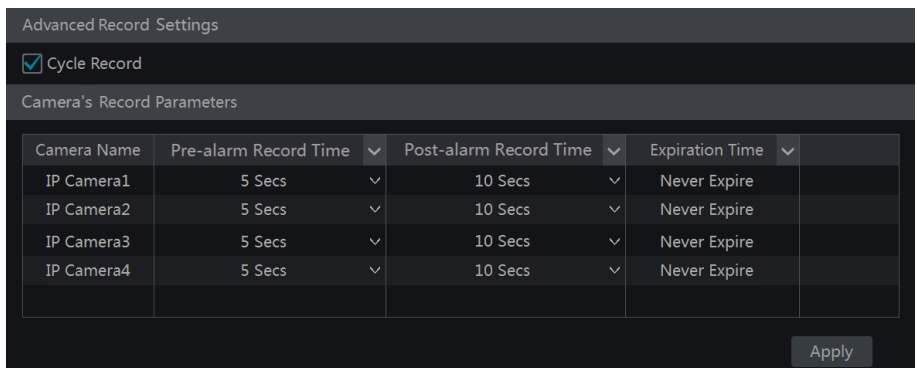 Advanced Record Settings
Cycle Record
Camera's Record Parameters
Camera Name Pre-alarm Record Time Post-alarm Record Time Expiration Time
IP Camera1 5 Secs 10 Secs Never Expire
IP Camera2 5 Secs 10 Secs Never Expire
IP Camera3 5 Secs 10 Secs Never Expire
IP Camera4 5 Secs 10 Secs Never Expire
Apply